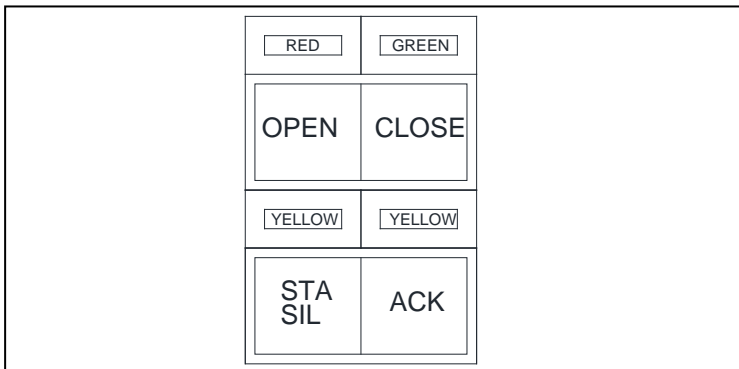 RED GREEN
OPEN CLOSE
YELLOW YELLOW
STA
SIL
ACK